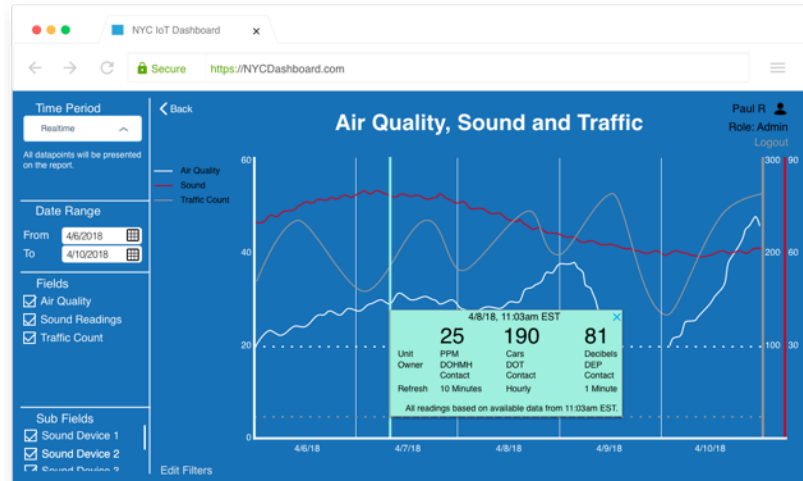 NYC IoT Dashboard x
Secure https://NYCDashboard.com
Time Period
Realtime
All datapoints will be presented
on the report.
Date Range
From 4/6/2018
To 4/10/2018
Fields
Air Quality
Sound Readings
Traffic Count
Sub Fields
Sound Device 1
Sound Device 2
Sound Device 3
Back
Air Quality, Sound and Traffic
Paul R
Role: Admin
Logout
Air Quality
Sound
Traffic Count
60
40
20
0
300 90
200 60
100 30
4/8/18, 11:03am EST
25 190 81
Unit PPM Cars Decibels
Owner DOHMH DOT DEP
Contact Contact Contact
Refresh 10 Minutes Hourly 1 Minute
All readings based on available data from 11:03am EST.
0
4/6/18 4/7/18 4/8/18 4/9/18 4/10/18
Edit Filters